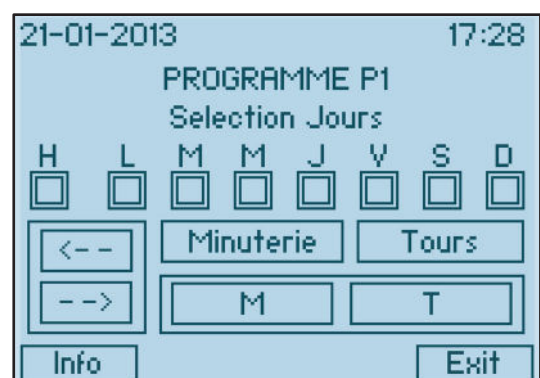 21-01-2013 17:28
PROGRAMME P1
Selection Jours
H L M M J V S D
<-- Minuterie Tours
--> M T
Info Exit